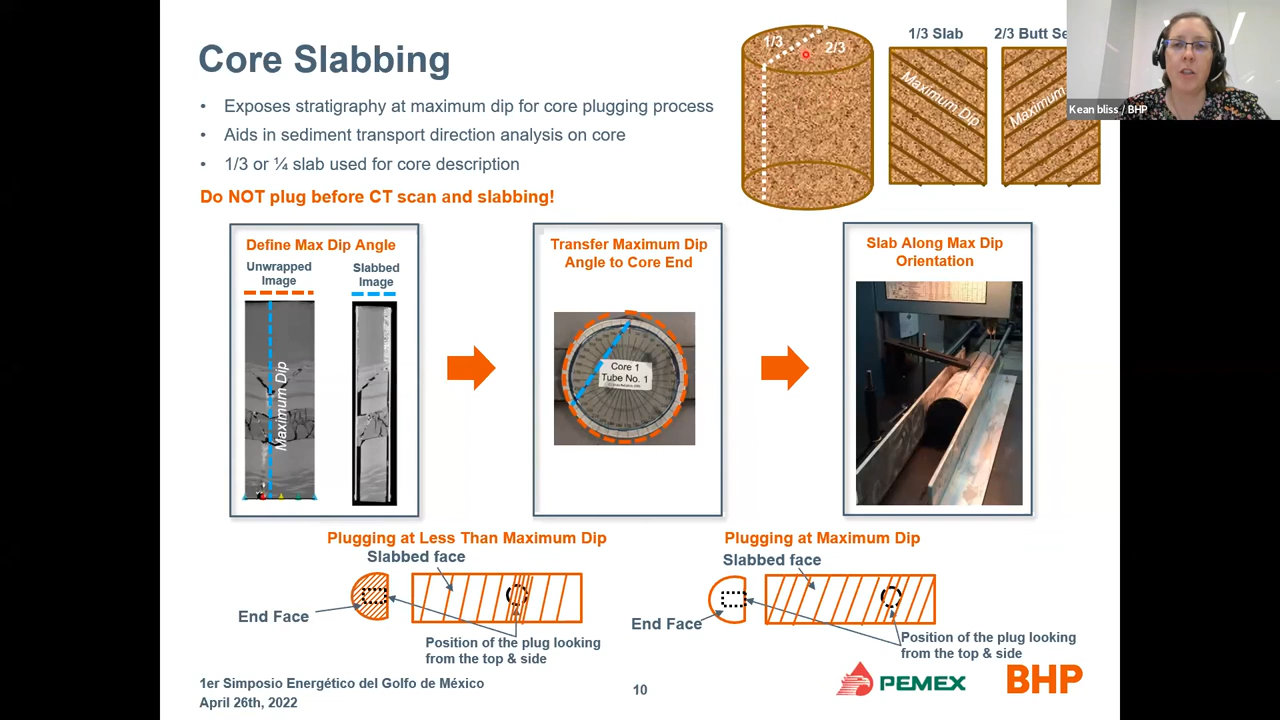 Core Slabbing
• Exposes stratigraphy at maximum dip for core plugging process
• Aids in sediment transport direction analysis on core
• 1/3 or ¼ slab used for core description
Do NOT plug before CT scan and slabbing!
1/3
2/3
1/3 Slab
2/3 Butt Se
Maximum Dip
Maximum
Kean bliss / BHP
Define Max Dip Angle
Unwrapped
Image
Slabbed
Image
Maximum Dip
Transfer Maximum Dip
Angle to Core End
Core 1
Tube No. 1
Slab Along Max Dip
Orientation
Plugging at Less Than Maximum Dip
Slabbed face
End Face
Position of the plug looking
from the top & side
Plugging at Maximum Dip
Slabbed face
End Face
Position of the plug looking
from the top & side
1er Simposio Energético del Golfo de México
April 26th, 2022
10
PEMEX
BHP